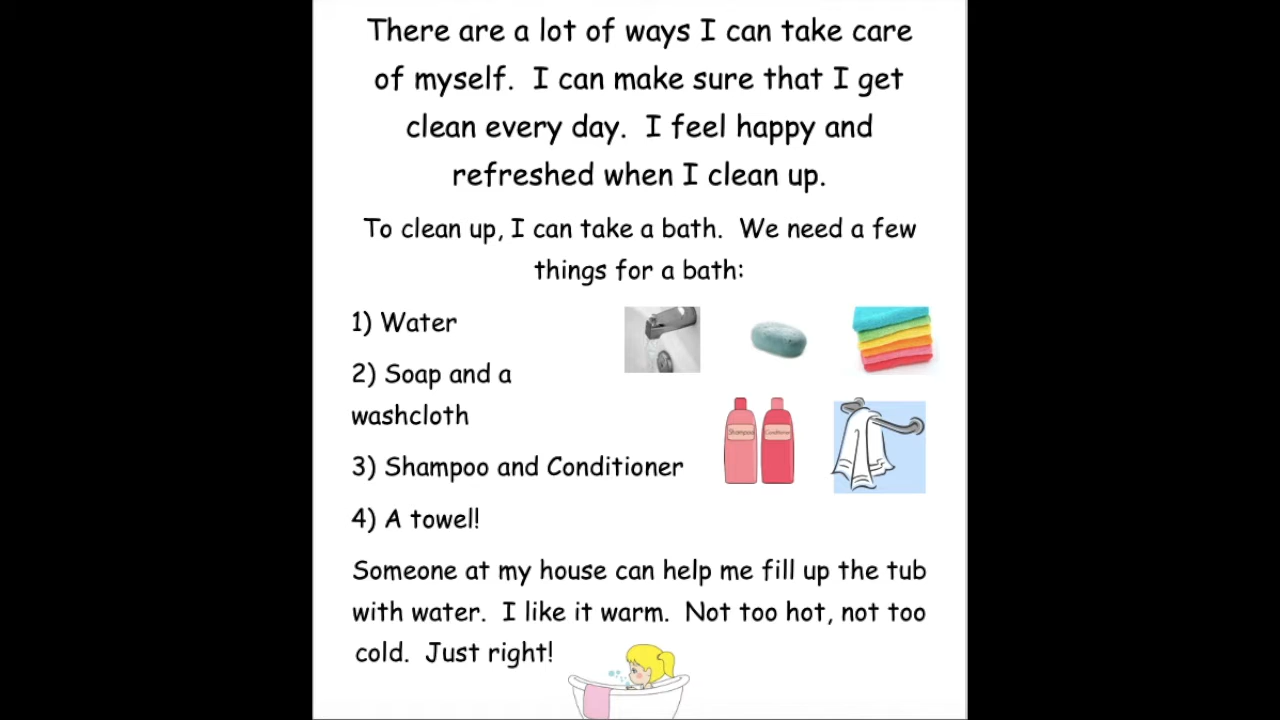 There are a lot of ways I can take care
of myself. I can make sure that I get
clean every day. I feel happy and
refreshed when I clean up.
To clean up, I can take a bath. We need a few
things for a bath:
1) Water
2) Soap and a
washcloth
3) Shampoo and Conditioner
4) A towel!
Shampoo
Conditioner
Someone at my house can help me fill up the tub
with water. I like it warm. Not too hot, not too
cold. Just right!